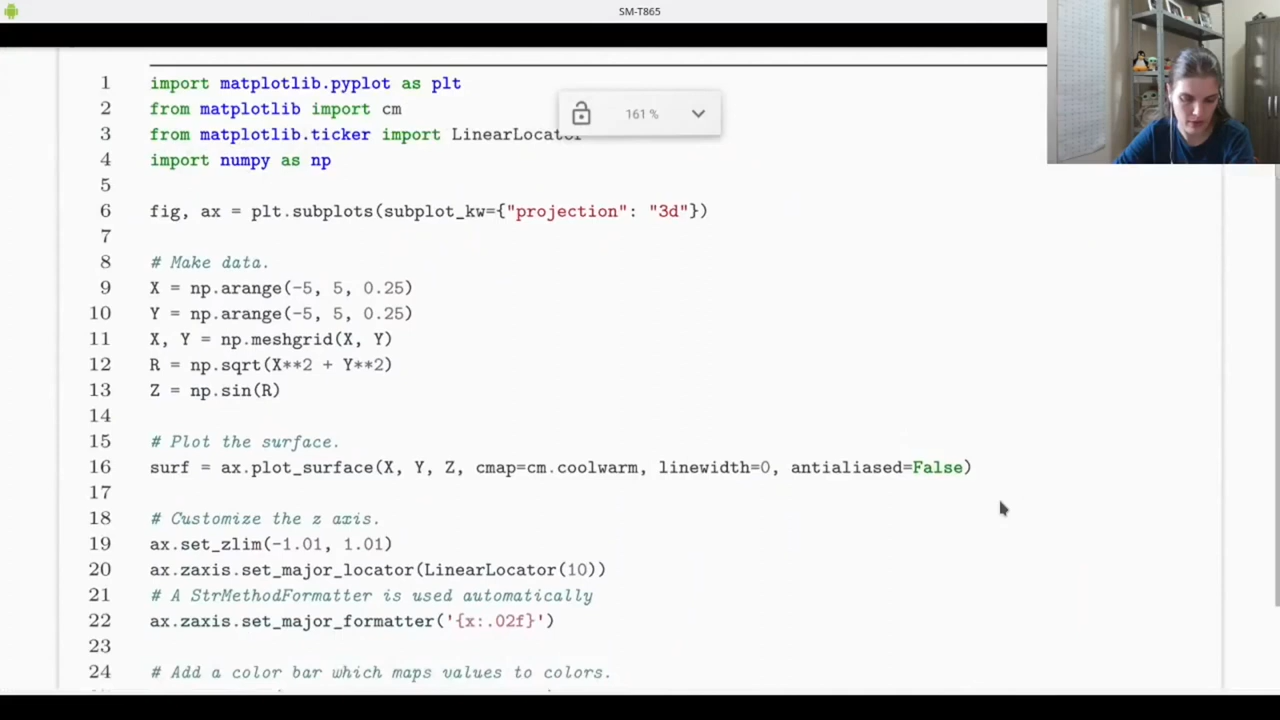 SM-T865
161 %
1 import matplotlib.pyplot as plt
2 from matplotlib import cm
3 from matplotlib.ticker import LinearLocator
4 import numpy as np
5
6 fig, ax = plt.subplots(subplot_kw={"projection": "3d"})
7
8 # Make data.
9 X = np.arange(-5, 5, 0.25)
10 Y = np.arange(-5, 5, 0.25)
11 X, Y = np.meshgrid(X, Y)
12 R = np.sqrt(X**2 + Y**2)
13 Z = np.sin(R)
14
15 # Plot the surface.
16 surf = ax.plot_surface(X, Y, Z, cmap=cm.coolwarm, linewidth=0, antialiased=False)
17
18 # Customize the z axis.
19 ax.set_zlim(-1.01, 1.01)
20 ax.zaxis.set_major_locator(LinearLocator(10))
21 # A StrMethodFormatter is used automatically
22 ax.zaxis.set_major_formatter('{x:.02f}')
23
24 # Add a color bar which maps values to colors.